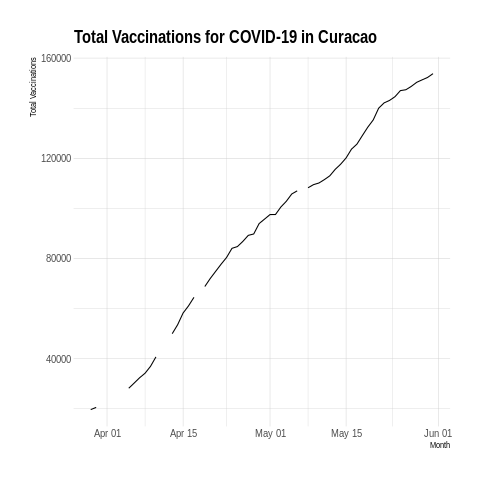 Total Vaccinations for COVID-19 in Curacao
Total Vaccinations
160000
120000
80000
40000
Apr 01 Apr 15 May 01 May 15 Jun 01
Month